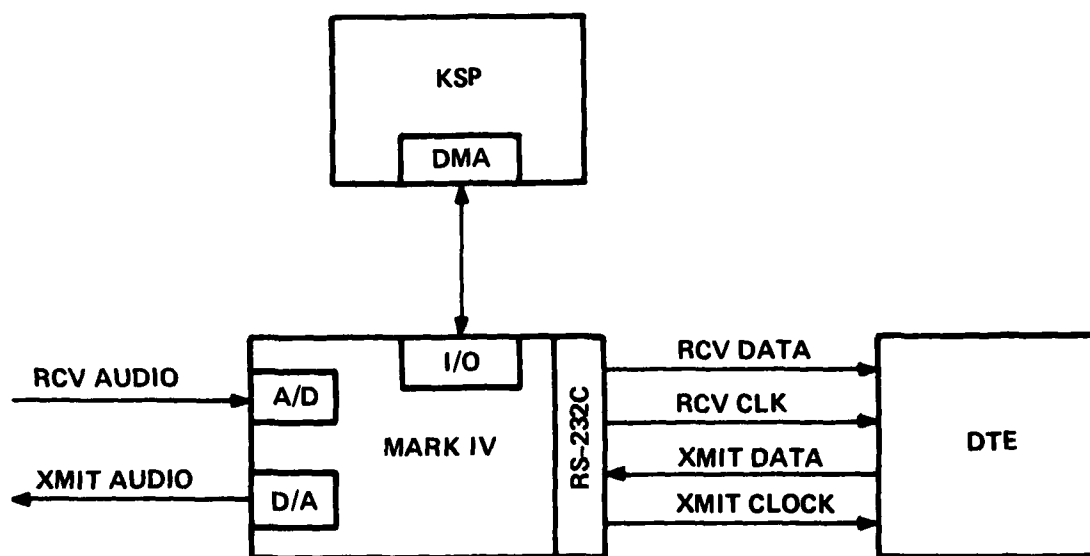 KSP
DMA
I/O
RCV AUDIO
A/D
MARK IV
XMIT AUDIO
D/A
RS-232C
RCV DATA
RCV CLK
XMIT DATA
XMIT CLOCK
DTE